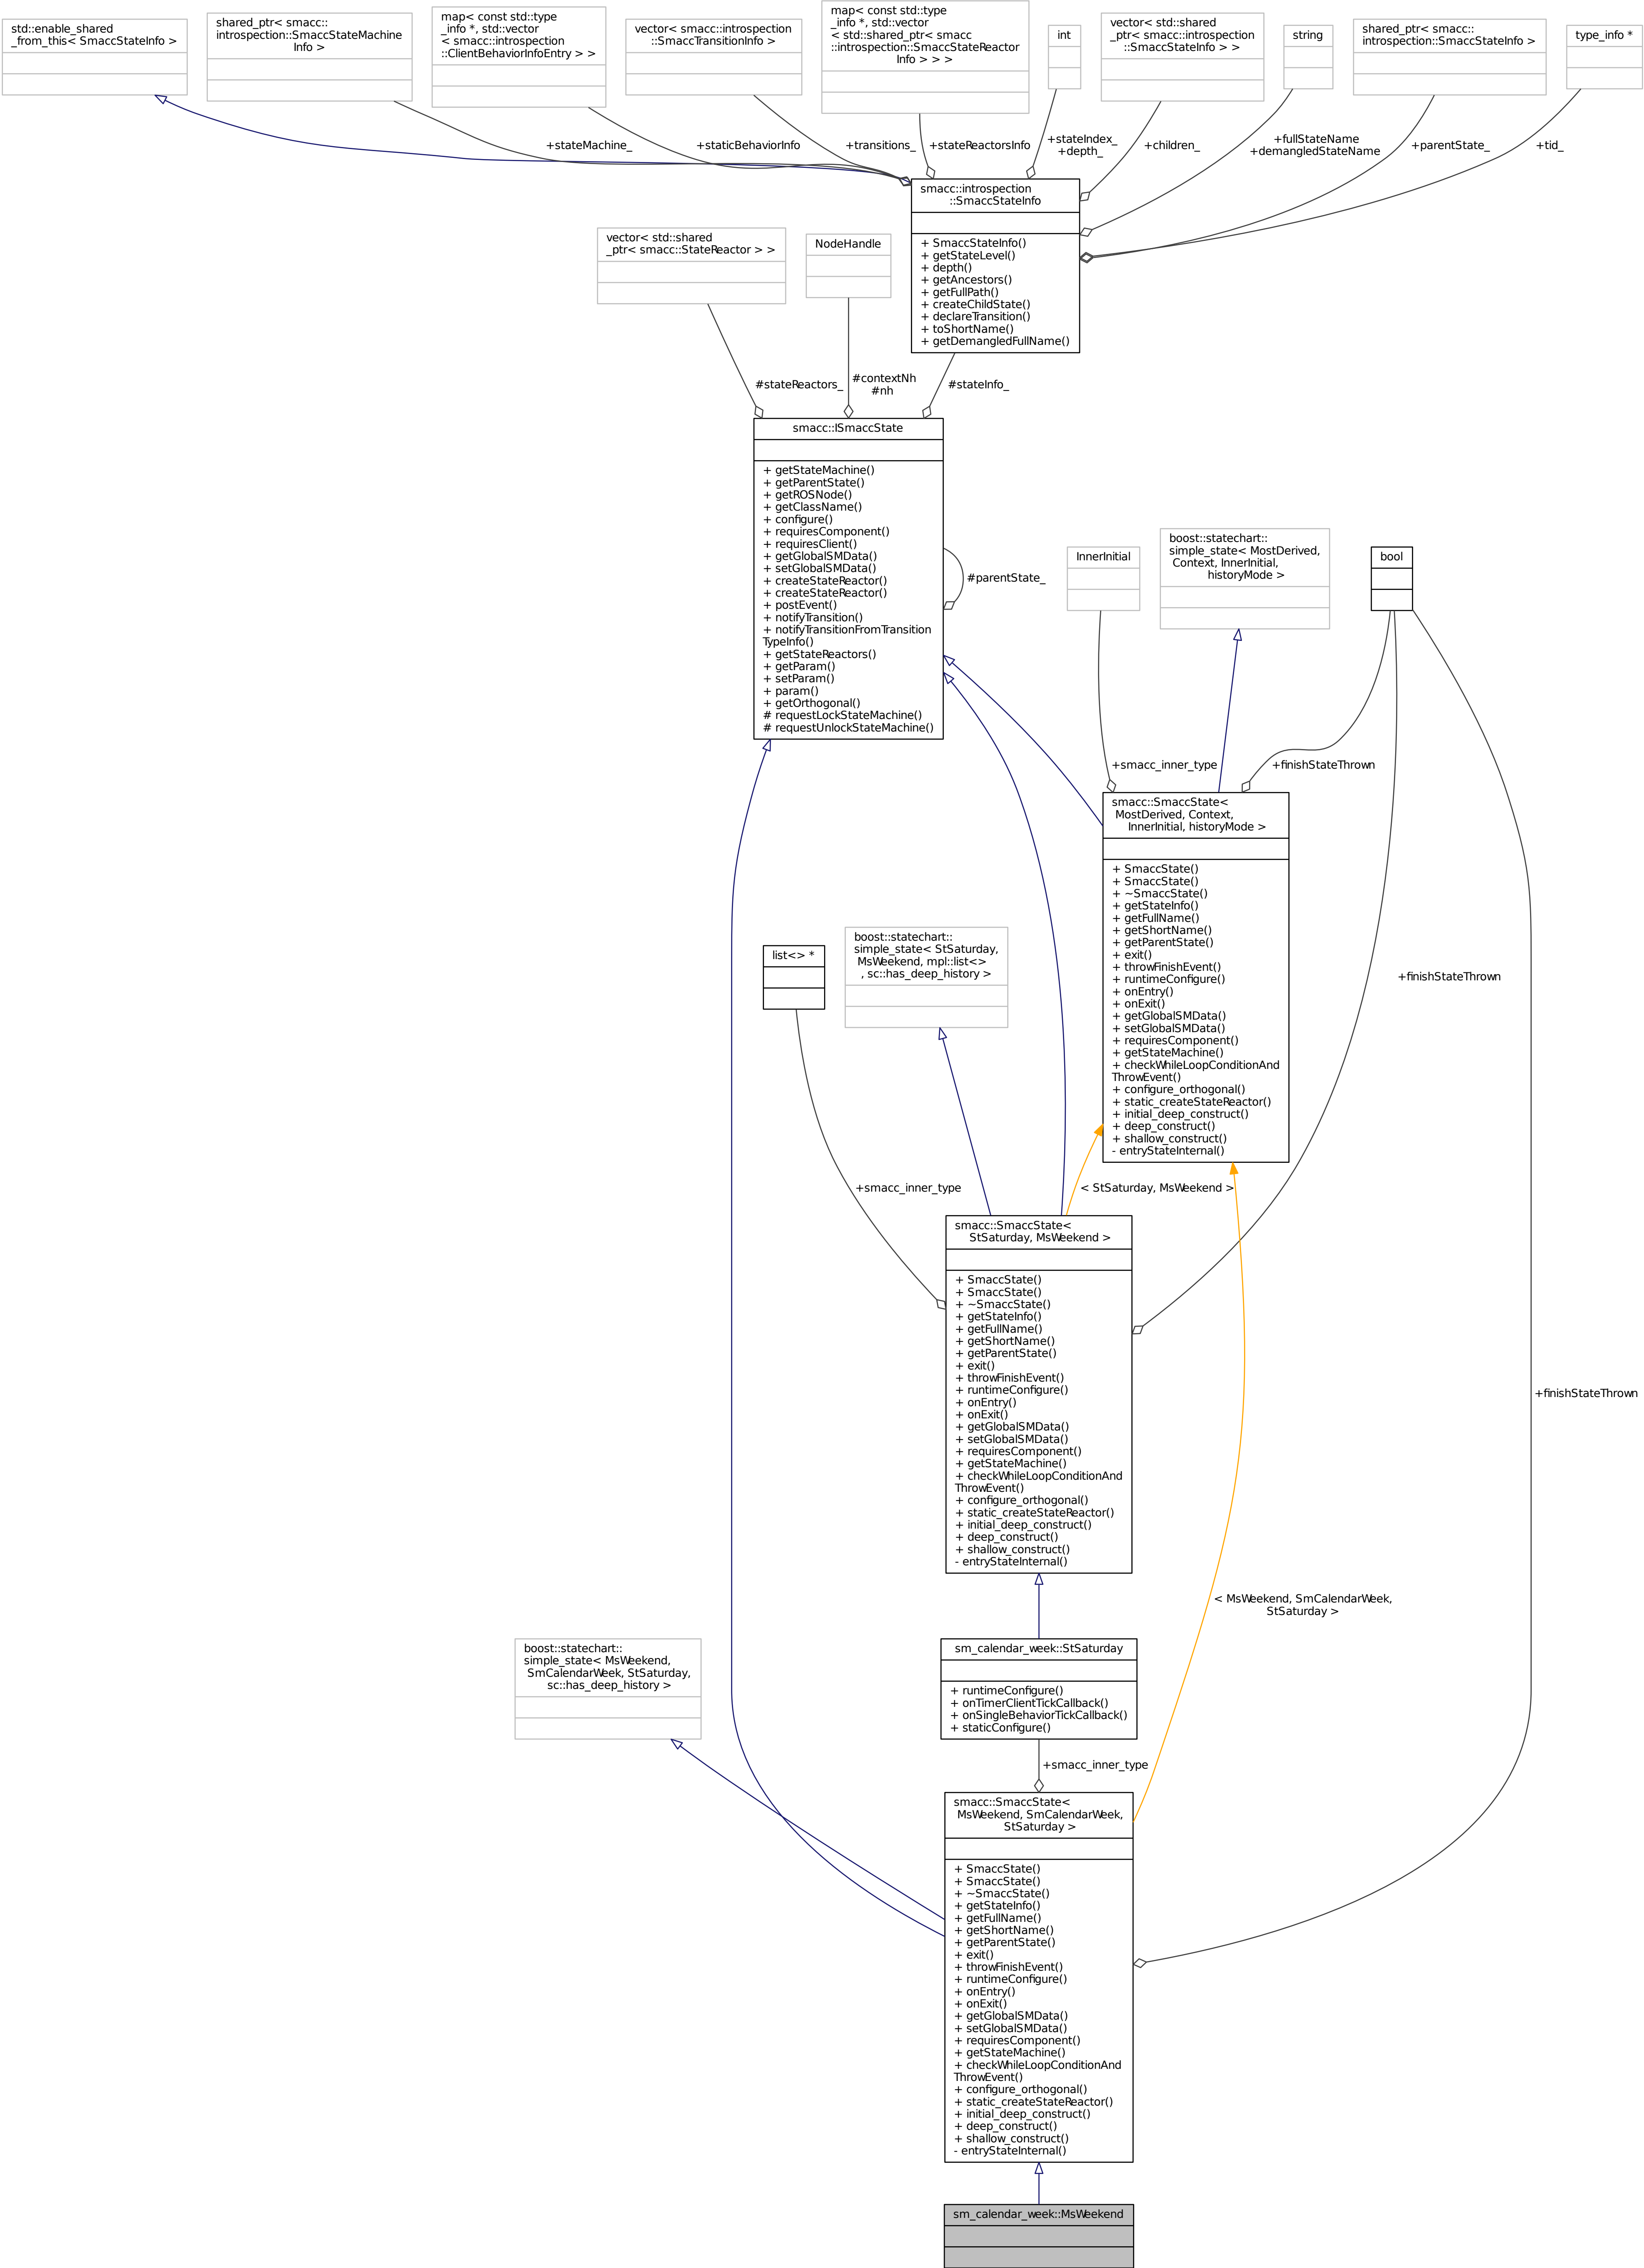 std::enable_shared
_from_this< SmaccStateInfo >
shared_ptr< smacc::
introspection::SmaccStateMachine
Info >
map< const std::type
_info *, std::vector
< smacc::introspection
::ClientBehaviorInfoEntry > >
vector< smacc::introspection
::SmaccTransitionInfo >
map< const std::type
_info *, std::vector
< std::shared_ptr< smacc
::introspection::SmaccStateReactor
Info > > >
int
vector< std::shared
_ptr< smacc::introspection
::SmaccStateInfo > >
string
shared_ptr< smacc::
introspection::SmaccStateInfo >
type_info *
+stateMachine_
+staticBehaviorInfo
+transitions_
+stateReactorsInfo
+stateIndex_
+depth_
+children_
+fullStateName
+demangledStateName
+parentState_
+tid_
smacc::introspection
::SmaccStateInfo
+ SmaccStateInfo()
+ getStateLevel()
+ depth()
+ getAncestors()
+ getFullPath()
+ createChildState()
+ declareTransition()
+ toShortName()
+ getDemangledFullName()
vector< std::shared
_ptr< smacc::StateReactor > >
NodeHandle
#stateReactors_
#contextNh
#nh
#stateInfo_
smacc::ISmaccState
+ getStateMachine()
+ getParentState()
+ getROSNode()
+ getClassName()
+ configure()
+ requiresComponent()
+ requiresClient()
+ getGlobalSMData()
+ setGlobalSMData()
+ createStateReactor()
+ createStateReactor()
+ postEvent()
+ notifyTransition()
+ notifyTransitionFromTransition
TypeInfo()
+ getStateReactors()
+ getParam()
+ setParam()
+ param()
+ getOrthogonal()
# requestLockStateMachine()
# requestUnlockStateMachine()
#parentState_
InnerInitial
boost::statechart::
simple_state< MostDerived,
Context, InnerInitial,
historyMode >
bool
+smacc_inner_type
+finishStateThrown
smacc::SmaccState<
MostDerived, Context,
InnerInitial, historyMode >
+ SmaccState()
+ SmaccState()
+ ~SmaccState()
+ getStateInfo()
+ getFullName()
+ getShortName()
+ getParentState()
+ exit()
+ throwFinishEvent()
+ runtimeConfigure()
+ onEntry()
+ onExit()
+ getGlobalSMData()
+ setGlobalSMData()
+ requiresComponent()
+ getStateMachine()
+ checkWhileLoopConditionAnd
ThrowEvent()
+ configure_orthogonal()
+ static_createStateReactor()
+ initial_deep_construct()
+ deep_construct()
+ shallow_construct()
- entryStateInternal()
list<> *
boost::statechart::
simple_state< StSaturday,
MsWeekend, mpl::list<>
, sc::has_deep_history >
+finishStateThrown
+smacc_inner_type
< StSaturday, MsWeekend >
smacc::SmaccState<
StSaturday, MsWeekend >
+ SmaccState()
+ SmaccState()
+ ~SmaccState()
+ getStateInfo()
+ getFullName()
+ getShortName()
+ getParentState()
+ exit()
+ throwFinishEvent()
+ runtimeConfigure()
+ onEntry()
+ onExit()
+ getGlobalSMData()
+ setGlobalSMData()
+ requiresComponent()
+ getStateMachine()
+ checkWhileLoopConditionAnd
ThrowEvent()
+ configure_orthogonal()
+ static_createStateReactor()
+ initial_deep_construct()
+ deep_construct()
+ shallow_construct()
- entryStateInternal()
+finishStateThrown
< MsWeekend, SmCalendarWeek,
StSaturday >
boost::statechart::
simple_state< MsWeekend,
SmCalendarWeek, StSaturday,
sc::has_deep_history >
sm_calendar_week::StSaturday
+ runtimeConfigure()
+ onTimerClientTickCallback()
+ onSingleBehaviorTickCallback()
+ staticConfigure()
+smacc_inner_type
smacc::SmaccState<
MsWeekend, SmCalendarWeek,
StSaturday >
+ SmaccState()
+ SmaccState()
+ ~SmaccState()
+ getStateInfo()
+ getFullName()
+ getShortName()
+ getParentState()
+ exit()
+ throwFinishEvent()
+ runtimeConfigure()
+ onEntry()
+ onExit()
+ getGlobalSMData()
+ setGlobalSMData()
+ requiresComponent()
+ getStateMachine()
+ checkWhileLoopConditionAnd
ThrowEvent()
+ configure_orthogonal()
+ static_createStateReactor()
+ initial_deep_construct()
+ deep_construct()
+ shallow_construct()
- entryStateInternal()
sm_calendar_week::MsWeekend